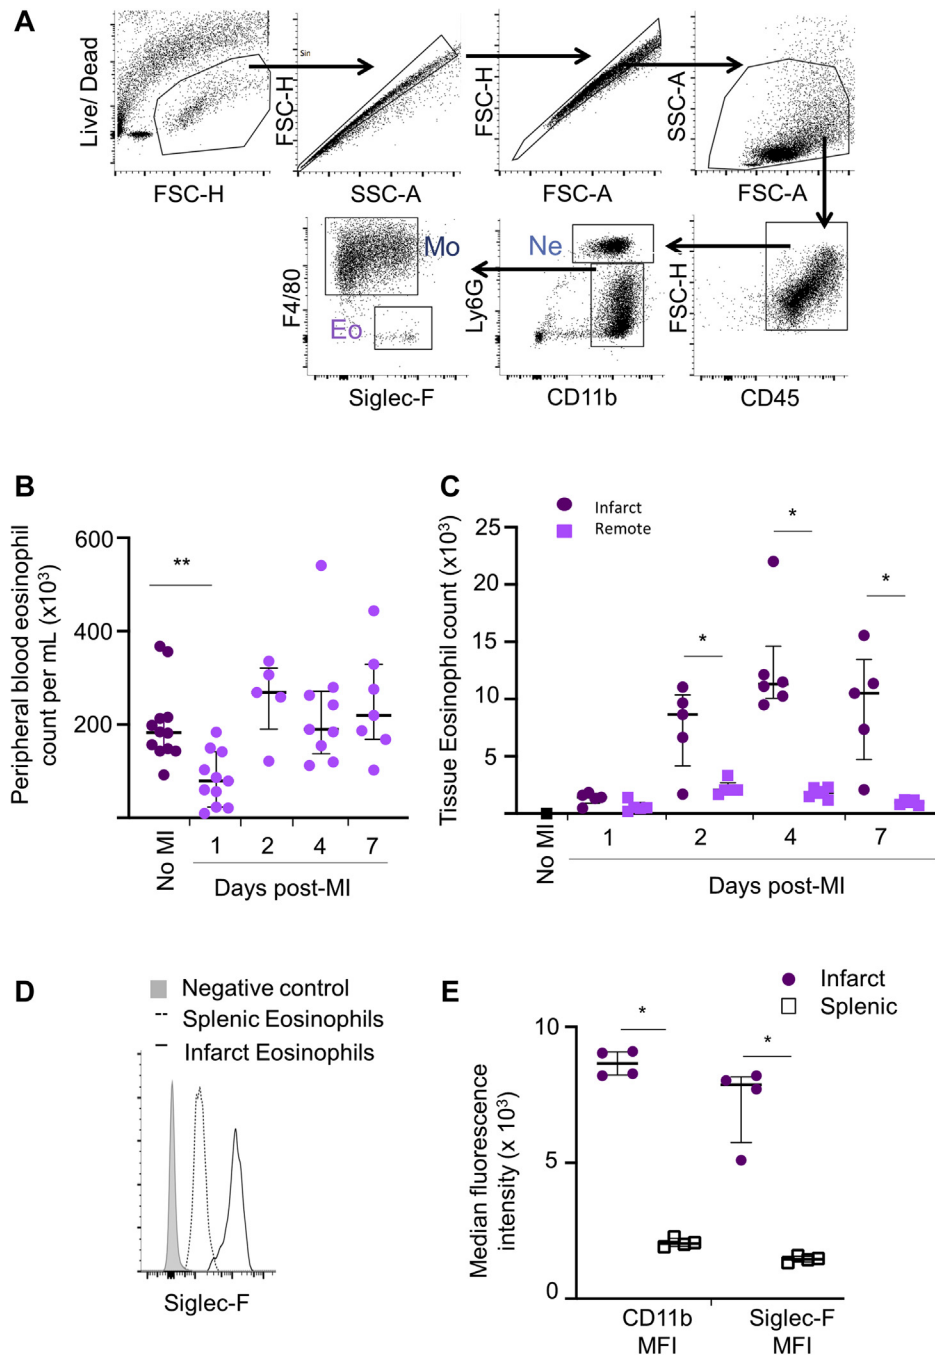 A
Live/ Dead
FSC-H
Sin
FSC-H
SSC-A
FSC-H
FSC-A
SSC-A
FSC-A
F4/80
Mo
Eo
Siglec-F
Ly6G
Ne
CD11b
FSC-H
CD45
B
Peripheral blood eosinophil
count per mL (x10³)
600
400
200
**
No MI
1
2
4
7
Days post-MI
C
Infarct
Remote
Tissue Eosinophil count (x10³)
25
20
15
10
5
*
*
*
No MI
1
2
4
7
Days post-MI
D
Negative control
Splenic Eosinophils
Infarct Eosinophils
Siglec-F
E
Infarct
Splenic
Median fluorescence
intensity (x 10³)
10
5
0
*
*
CD11b
MFI
Siglec-F
MFI